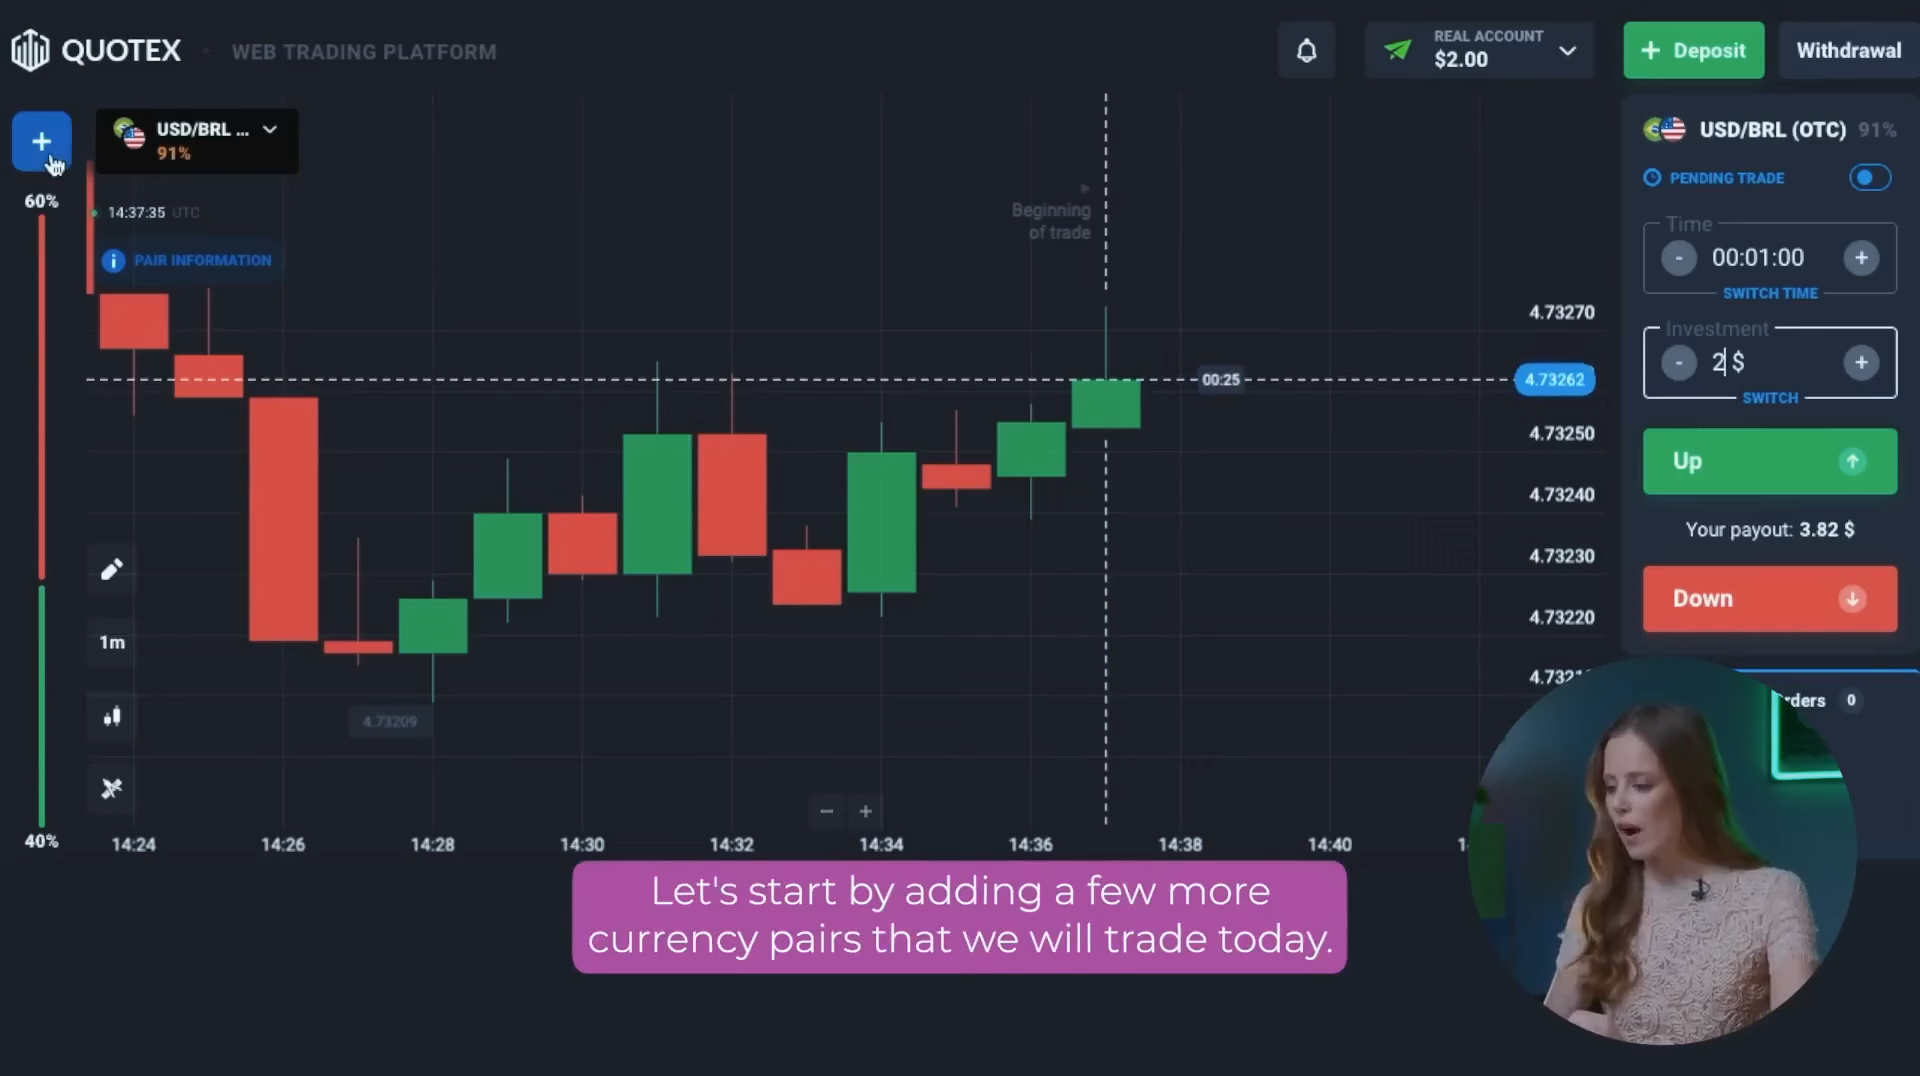 QUOTEX
WEB TRADING PLATFORM
REAL ACCOUNT
$2.00
+ Deposit
Withdrawal
+
USD/BRL ...
91%
60%
14:37:35 UTC
i PAIR INFORMATION
Beginning
of trade
1m
4.73209
40%
00:25
4.73270
4.73262
4.73250
4.73240
4.73230
4.73220
14:24
14:26
14:28
14:30
14:32
14:34
14:36
14:38
14:40
USD/BRL (OTC) 91%
PENDING TRADE
Time
- 00:01:00 +
SWITCH TIME
Investment
- 2 $ +
SWITCH
Up
Your payout: 3.82 $
Down
rders 0
Let's start by adding a few more
currency pairs that we will trade today.